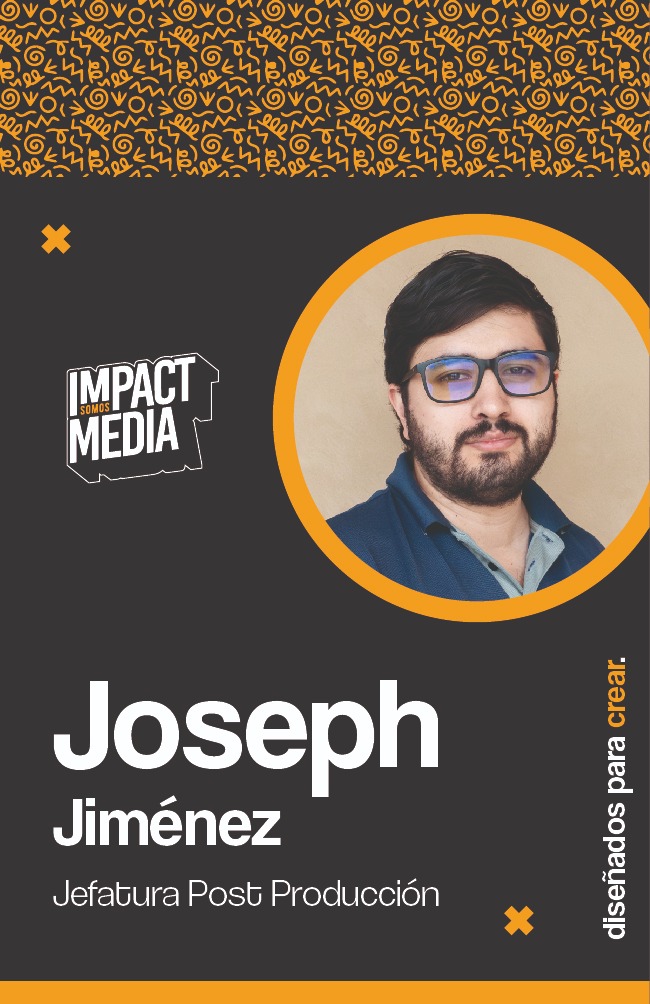 IMPACT
SOMOS
MEDIA
Joseph
Jiménez
Jefatura Post Producción
diseñados para crear.